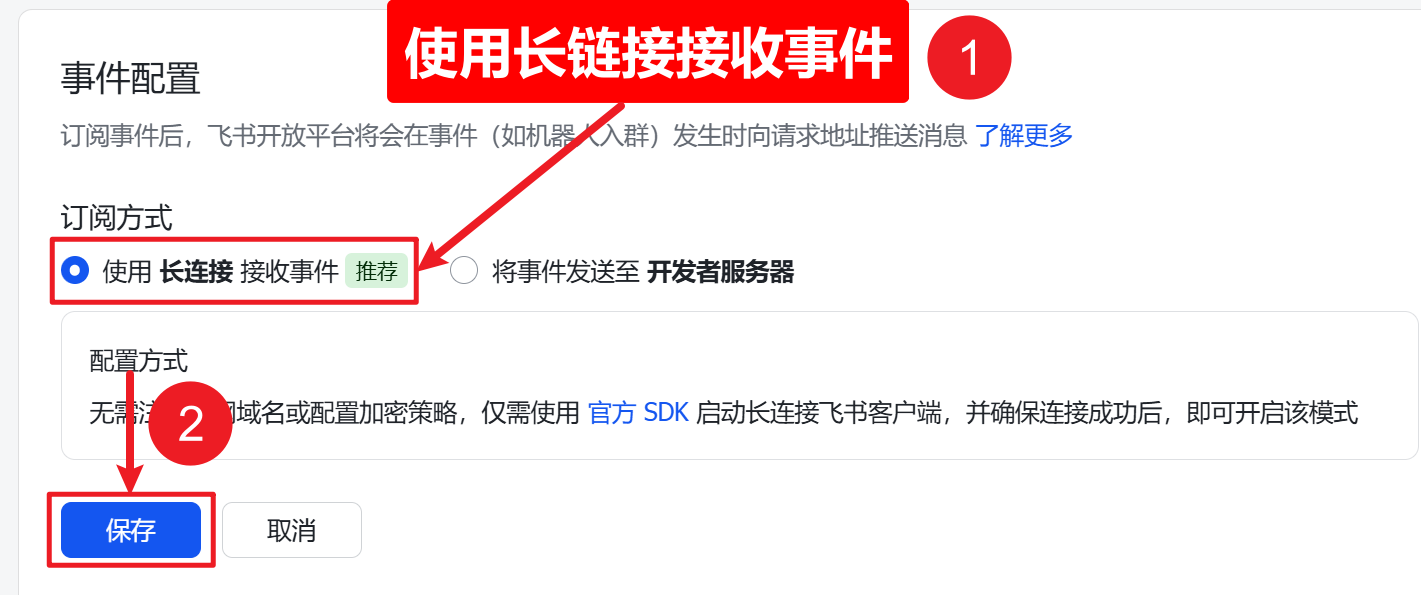 使用长链接接收事件
1
事件配置
订阅事件后，飞书开放平台将会在事件（如机器人入群）发生时向请求地址推送消息 了解更多
订阅方式
使用 长连接 接收事件 推荐
将事件发送至 开发者服务器
配置方式
无需 域名或配置加密策略，仅需使用 官方 SDK 启动长连接飞书客户端，并确保连接成功后，即可开启该模式
2
保存
取消